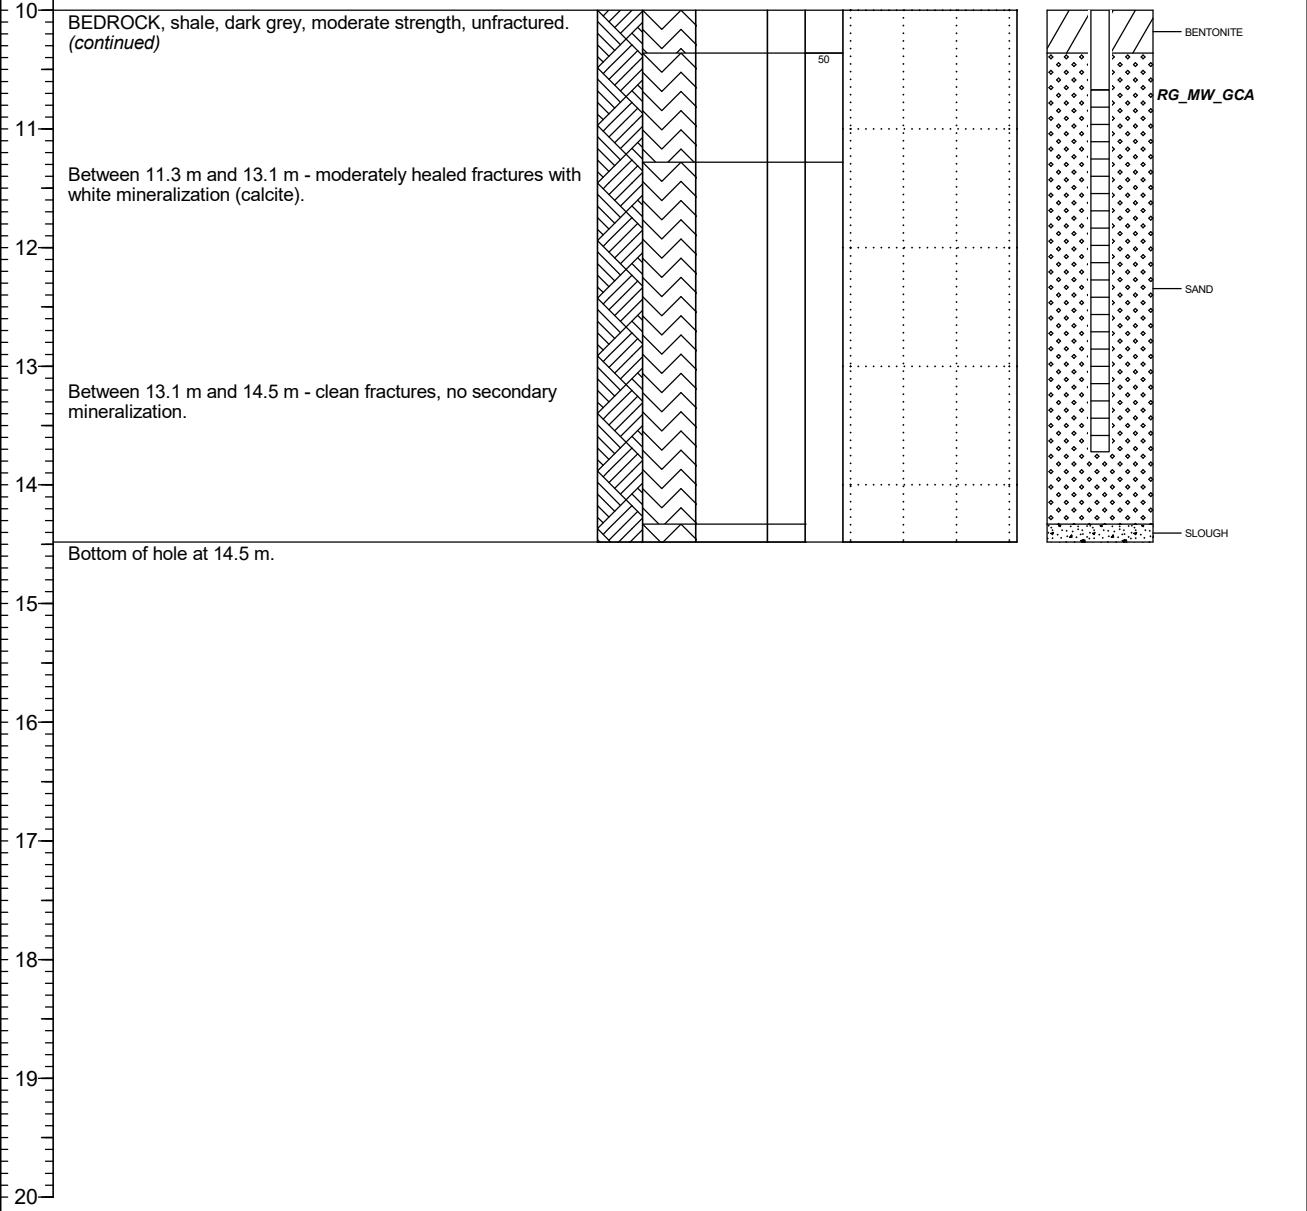 10
BEDROCK, shale, dark grey, moderate strength, unfractured.
(continued)
BENTONITE
50
RG_MW_GCA
11
Between 11.3 m and 13.1 m - moderately healed fractures with
white mineralization (calcite).
12
SAND
13
Between 13.1 m and 14.5 m - clean fractures, no secondary
mineralization.
14
SLOUGH
Bottom of hole at 14.5 m.
15
16
17
18
19
20